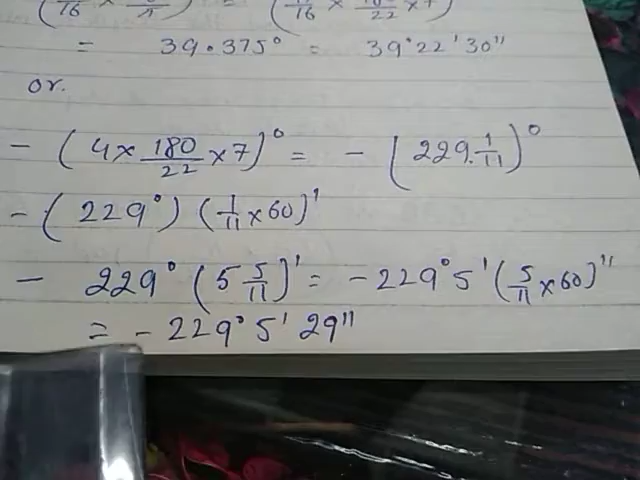 = 39.375° = 39°22'30"
or.
- (4 × 180/22 × 7)° = - (229 1/11)°
- (229°) (1/11 × 60)'
- 229° (5 5/11)' = - 229° 5' (5/11 × 60)"
= - 229° 5' 29"